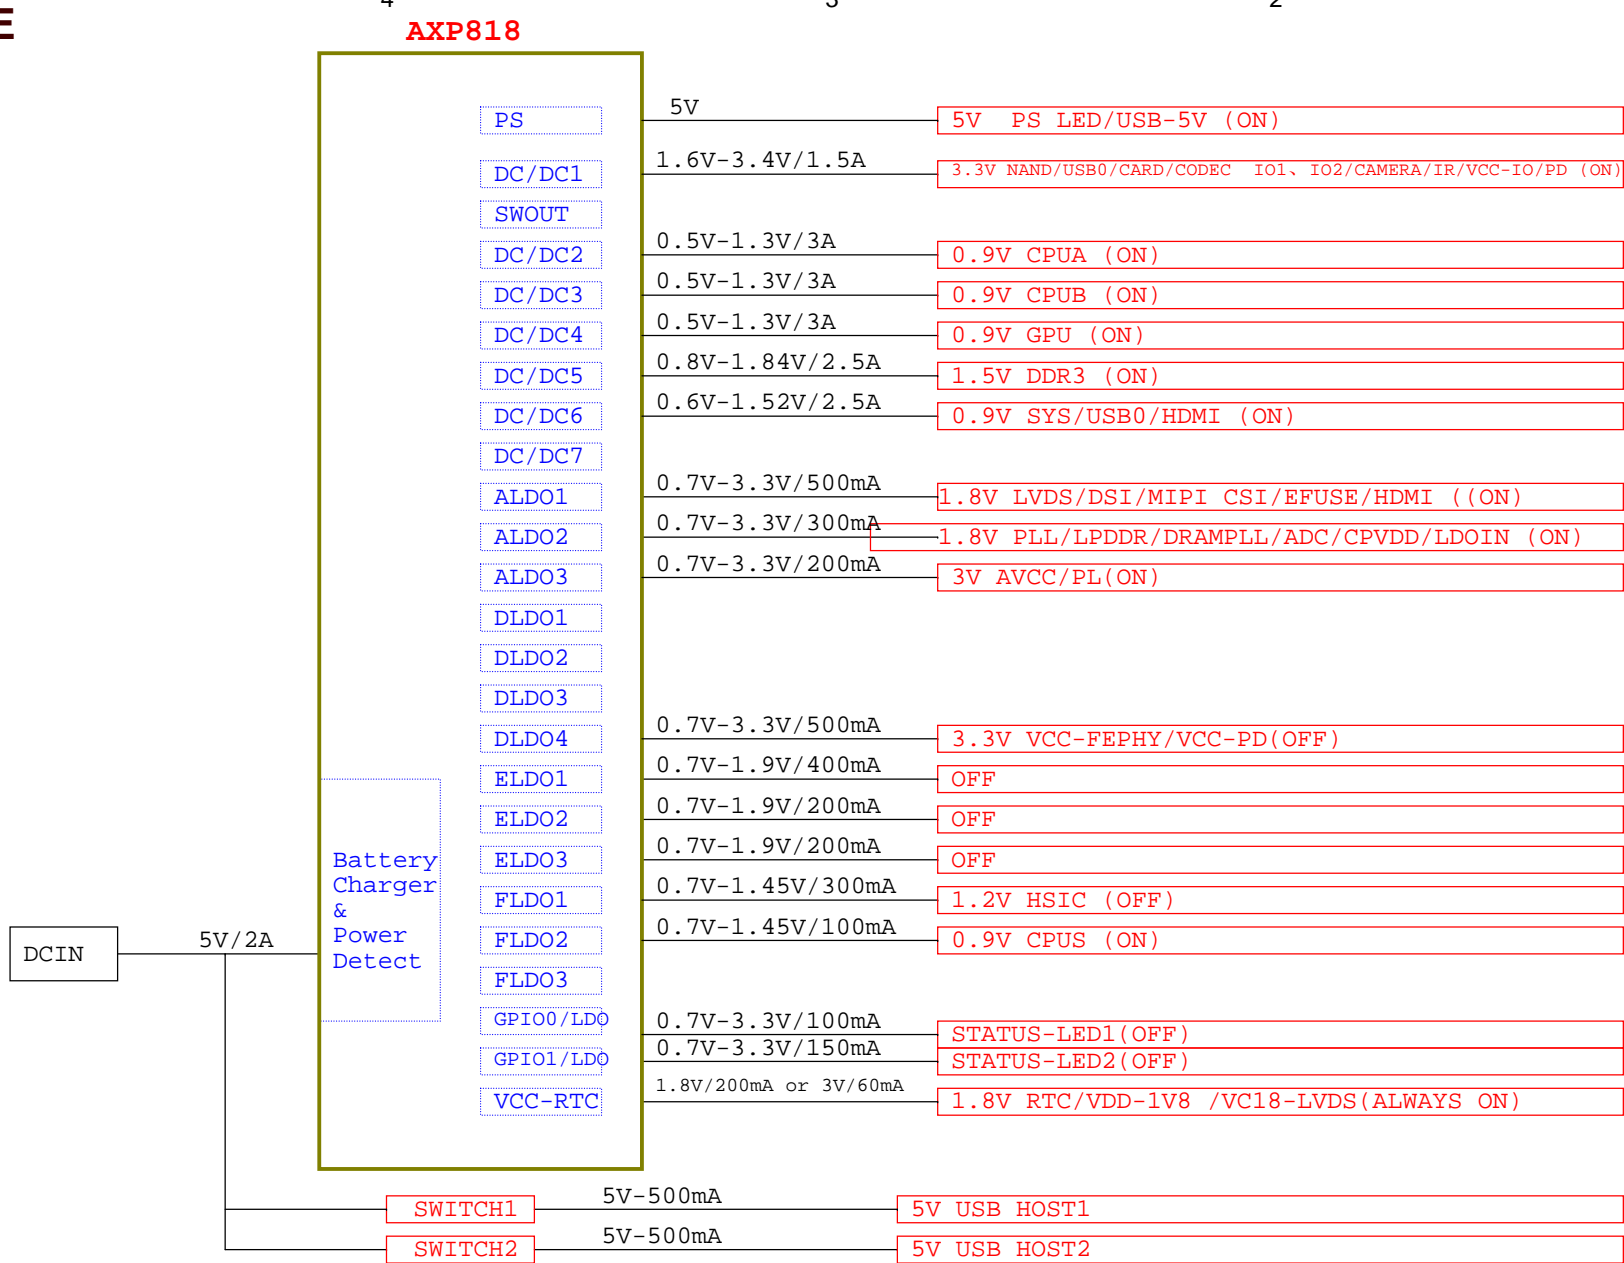 4 3 2
E
AXP818
PS 5V 5V PS LED/USB-5V (ON)
DC/DC1 1.6V-3.4V/1.5A 3.3V NAND/USB0/CARD/CODEC IO1、IO2/CAMERA/IR/VCC-IO/PD (ON)
SWOUT
DC/DC2 0.5V-1.3V/3A 0.9V CPUA (ON)
DC/DC3 0.5V-1.3V/3A 0.9V CPUB (ON)
DC/DC4 0.5V-1.3V/3A 0.9V GPU (ON)
DC/DC5 0.8V-1.84V/2.5A 1.5V DDR3 (ON)
DC/DC6 0.6V-1.52V/2.5A 0.9V SYS/USB0/HDMI (ON)
DC/DC7
ALDO1 0.7V-3.3V/500mA 1.8V LVDS/DSI/MIPI CSI/EFUSE/HDMI ((ON)
ALDO2 0.7V-3.3V/300mA 1.8V PLL/LPDDR/DRAMPLL/ADC/CPVDD/LDOIN (ON)
ALDO3 0.7V-3.3V/200mA 3V AVCC/PL(ON)
DLDO1
DLDO2
DLDO3
DLDO4 0.7V-3.3V/500mA 3.3V VCC-FEPHY/VCC-PD(OFF)
ELDO1 0.7V-1.9V/400mA OFF
ELDO2 0.7V-1.9V/200mA OFF
ELDO3 0.7V-1.9V/200mA OFF
FLDO1 0.7V-1.45V/300mA 1.2V HSIC (OFF)
FLDO2 0.7V-1.45V/100mA 0.9V CPUS (ON)
FLDO3
GPIO0/LDO 0.7V-3.3V/100mA STATUS-LED1(OFF)
GPIO1/LDO 0.7V-3.3V/150mA STATUS-LED2(OFF)
VCC-RTC 1.8V/200mA or 3V/60mA 1.8V RTC/VDD-1V8 /VC18-LVDS(ALWAYS ON)
Battery
Charger
&
Power
Detect
DCIN 5V/2A
SWITCH1 5V-500mA 5V USB HOST1
SWITCH2 5V-500mA 5V USB HOST2